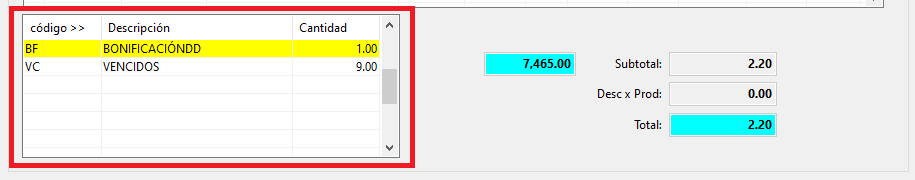 código >> Descripción Cantidad
BF BONIFICACIÓNDD 1.00
VC VENCIDOS 9.00
7,465.00 Subtotal: 2.20
Desc x Prod: 0.00
Total: 2.20